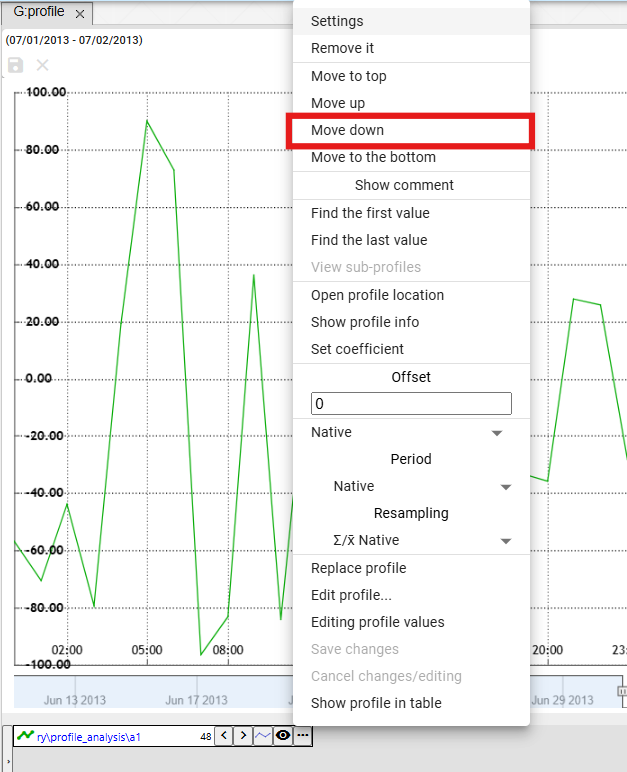 G:profile
(07/01/2013 - 07/02/2013)
Settings
Remove it
Move to top
Move up
Move down
Move to the bottom
Show comment
Find the first value
Find the last value
View sub-profiles
Open profile location
Show profile info
Set coefficient
Offset
0
Native
Period
Native
Resampling
Σ/x̄ Native
Replace profile
Edit profile...
Editing profile values
Save changes
Cancel changes/editing
Show profile in table
100.00
80.00
60.00
40.00
20.00
0.00
-20.00
-40.00
-60.00
-80.00
-100.00
02:00 05:00 08:00 20:00 23:
Jun 13 2013 Jun 17 2013 Jun 29 2013
ry\profile_analysis\a1 48